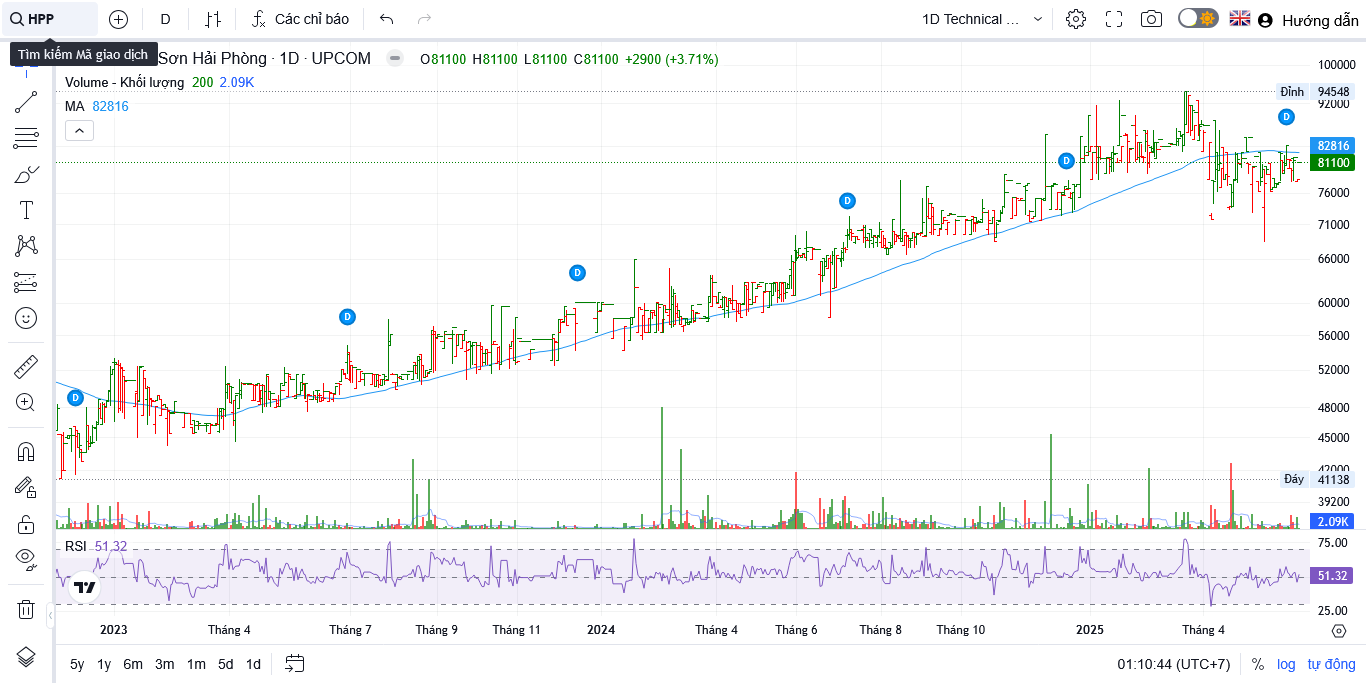 HPP
D
Các chỉ báo
1D Technical ...
Hướng dẫn
Tìm kiếm Mã giao dịch
Sơn Hải Phòng · 1D · UPCOM
O81100 H81100 L81100 C81100 +2900 (+3.71%)
Volume - Khối lượng 200 2.09K
MA 82816
100000
Đỉnh 94548
92000
82816
81100
76000
71000
66000
60000
56000
52000
48000
45000
42000
Đáy 41138
39200
2.09K
D
D
D
D
D
D
RSI 51.32
75.00
51.32
25.00
2023
Tháng 4
Tháng 7
Tháng 9
Tháng 11
2024
Tháng 4
Tháng 6
Tháng 8
Tháng 10
2025
Tháng 4
5y 1y 6m 3m 1m 5d 1d
01:10:44 (UTC+7)
% log tự động